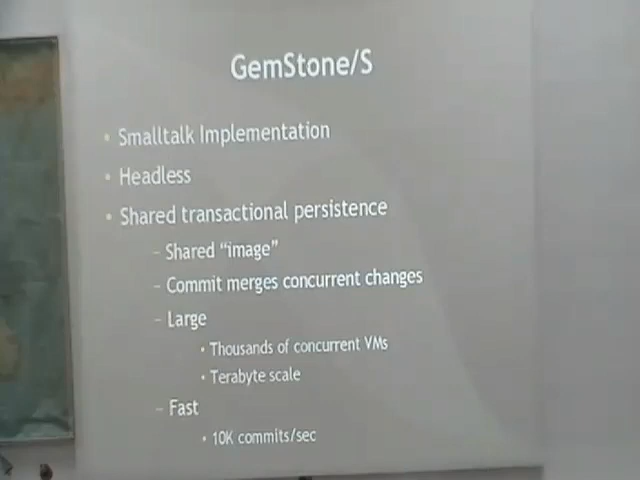 GemStone/S
• Smalltalk Implementation
• Headless
• Shared transactional persistence
– Shared “image”
– Commit merges concurrent changes
– Large
• Thousands of concurrent VMs
• Terabyte scale
– Fast
• 10K commits/sec